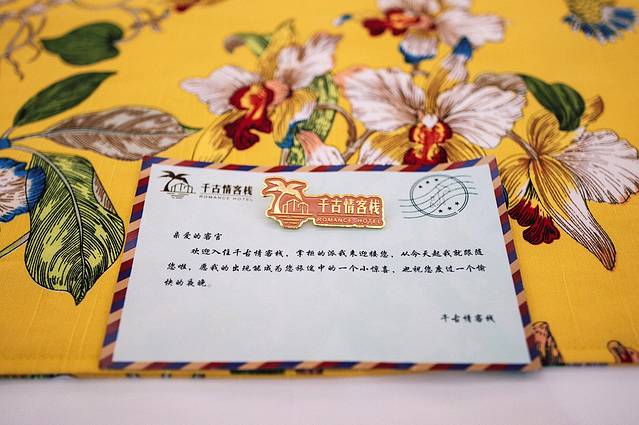 千古情客栈
ROMANCE HOTEL
千古情客栈
ROMANCE HOTEL
亲爱的客官
欢迎入住千古情客栈，掌柜的派我来迎接您，从今天起我就跟随
您啦，愿我的出现能成为您旅途中的一个小惊喜，也祝您度过一个愉
快的夜晚。
千古情客栈